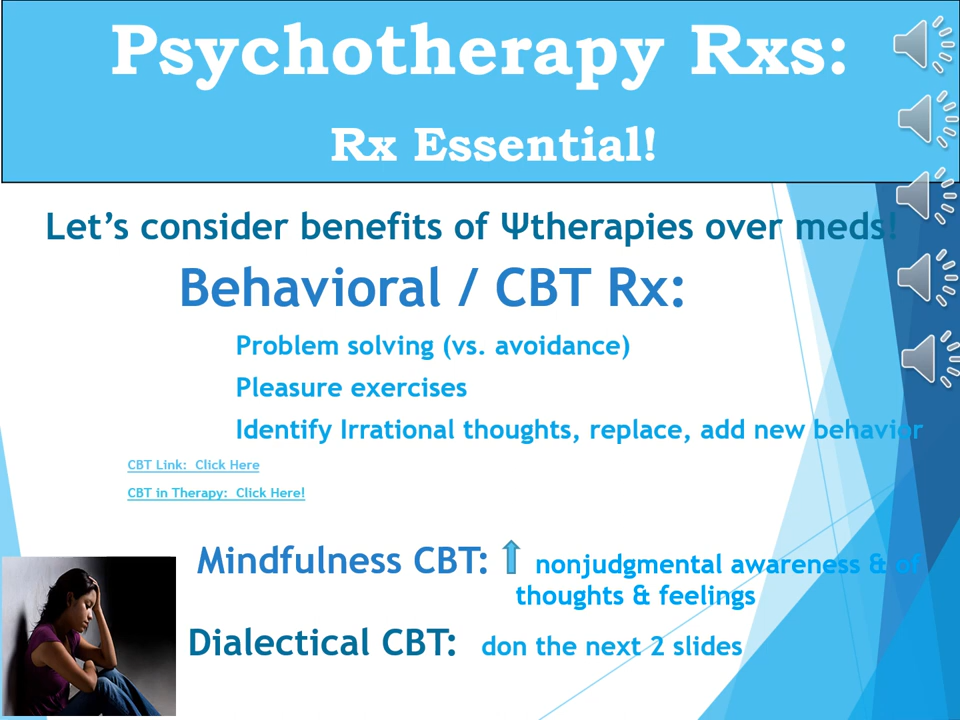 Psychotherapy Rxs:
Rx Essential!
Let's consider benefits of Ψtherapies over meds!
Behavioral / CBT Rx:
Problem solving (vs. avoidance)
Pleasure exercises
Identify Irrational thoughts, replace, add new behavior
CBT Link: Click Here
CBT in Therapy: Click Here!
Mindfulness CBT: nonjudgmental awareness & of
thoughts & feelings
Dialectical CBT: don the next 2 slides